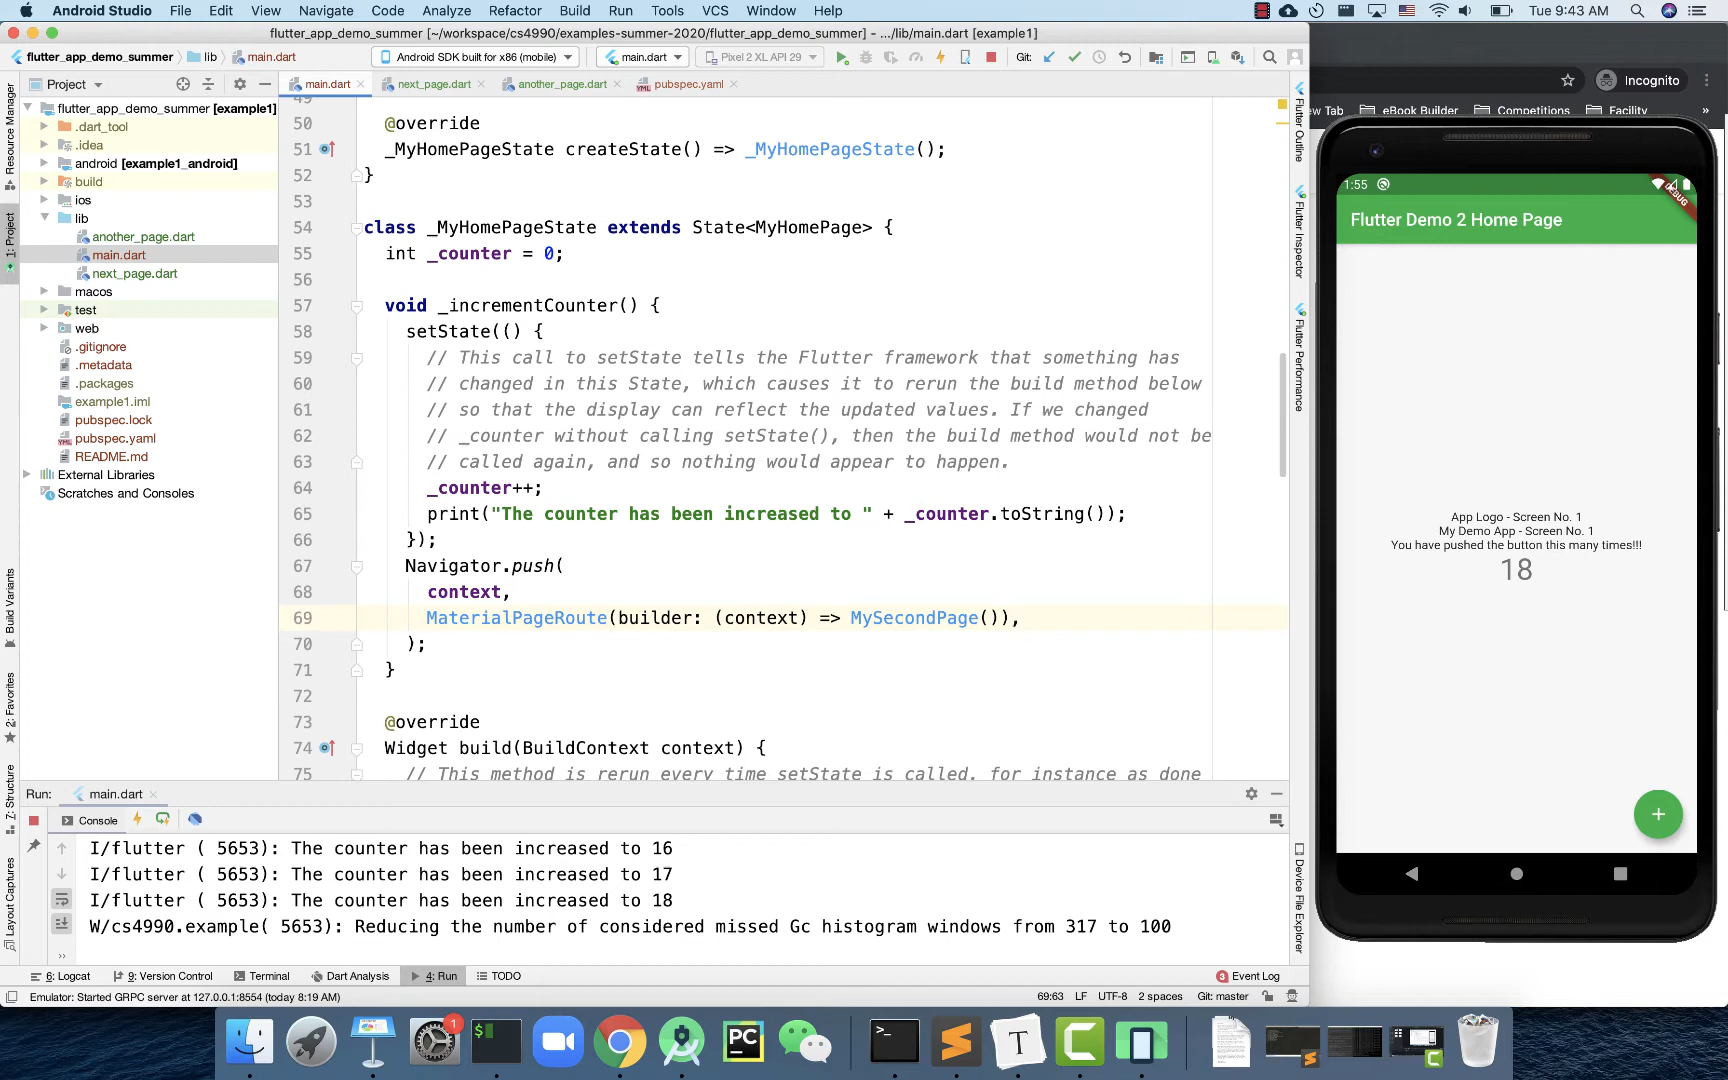 Android Studio File Edit View Navigate Code Analyze Refactor Build Run Tools VCS Window Help Tue 9:43 AM
flutter_app_demo_summer [~/workspace/cs4990/examples-summer-2020/flutter_app_demo_summer] - .../lib/main.dart [example1]
flutter_app_demo_summer lib main.dart Android SDK built for x86 (mobile) main.dart Pixel 2 XL API 29 Git:
Project
main.dart next_page.dart another_page.dart pubspec.yaml
Incognito
ew Tab eBook Builder Competitions Facility »
Resource Manager
1: Project
Build Variants
2: Favorites
7: Structure
Layout Captures
flutter_app_demo_summer [example1]
.dart_tool
.idea
android [example1_android]
build
ios
lib
another_page.dart
main.dart
next_page.dart
macos
test
web
.gitignore
.metadata
.packages
example1.iml
pubspec.lock
pubspec.yaml
README.md
External Libraries
Scratches and Consoles
49
50 @override
51 _MyHomePageState createState() => _MyHomePageState();
52 }
53
54 class _MyHomePageState extends State<MyHomePage> {
55 int _counter = 0;
56
57 void _incrementCounter() {
58 setState(() {
59 // This call to setState tells the Flutter framework that something has
60 // changed in this State, which causes it to rerun the build method below
61 // so that the display can reflect the updated values. If we changed
62 // _counter without calling setState(), then the build method would not be
63 // called again, and so nothing would appear to happen.
64 _counter++;
65 print("The counter has been increased to " + _counter.toString());
66 });
67 Navigator.push(
68 context,
69 MaterialPageRoute(builder: (context) => MySecondPage()),
70 );
71 }
72
73 @override
74 Widget build(BuildContext context) {
75 // This method is rerun every time setState is called, for instance as done
Flutter Outline
Flutter Inspector
Flutter Performance
Device File Explorer
1:55
DEBUG
Flutter Demo 2 Home Page
App Logo - Screen No. 1
My Demo App - Screen No. 1
You have pushed the button this many times!!!
18
+
Run: main.dart
Console
I/flutter ( 5653): The counter has been increased to 16
I/flutter ( 5653): The counter has been increased to 17
I/flutter ( 5653): The counter has been increased to 18
W/cs4990.example( 5653): Reducing the number of considered missed Gc histogram windows from 317 to 100
»
6: Logcat 9: Version Control Terminal Dart Analysis 4: Run TODO 3 Event Log
Emulator: Started GRPC server at 127.0.0.1:8554 (today 8:19 AM) 69:63 LF UTF-8 2 spaces Git: master
1
PC
T